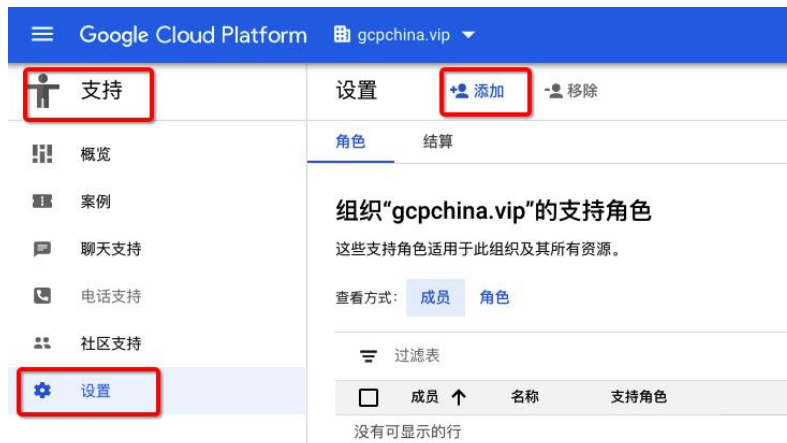 Google Cloud Platform gcpchina.vip
支持
概览
案例
聊天支持
电话支持
社区支持
设置
设置 添加 移除
角色 结算
组织“gcpchina.vip”的支持角色
这些支持角色适用于此组织及其所有资源。
查看方式: 成员 角色
过滤表
成员 名称 支持角色
没有可显示的行